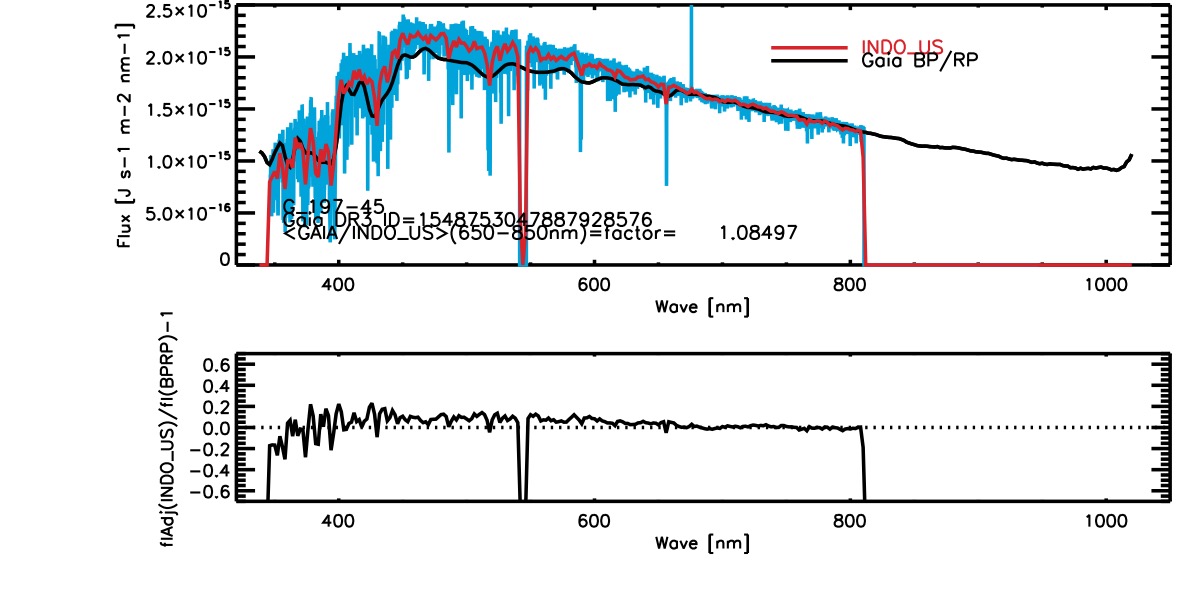 2.5×10⁻¹⁵
2.0×10⁻¹⁵
1.5×10⁻¹⁵
1.0×10⁻¹⁵
5.0×10⁻¹⁶
0
Flux [J s-1 m-2 nm-1]
INDO_US
Gaia BP/RP
G_197-45
Gaia DR3 ID=1548753047887928576
<GAIA/INDO_US>(650-850nm)=factor= 1.08497
400 600 800 1000
Wave [nm]
0.6
0.4
0.2
0.0
-0.2
-0.4
-0.6
flAdj(INDO_US)/fl(BPRP)-1
400 600 800 1000
Wave [nm]